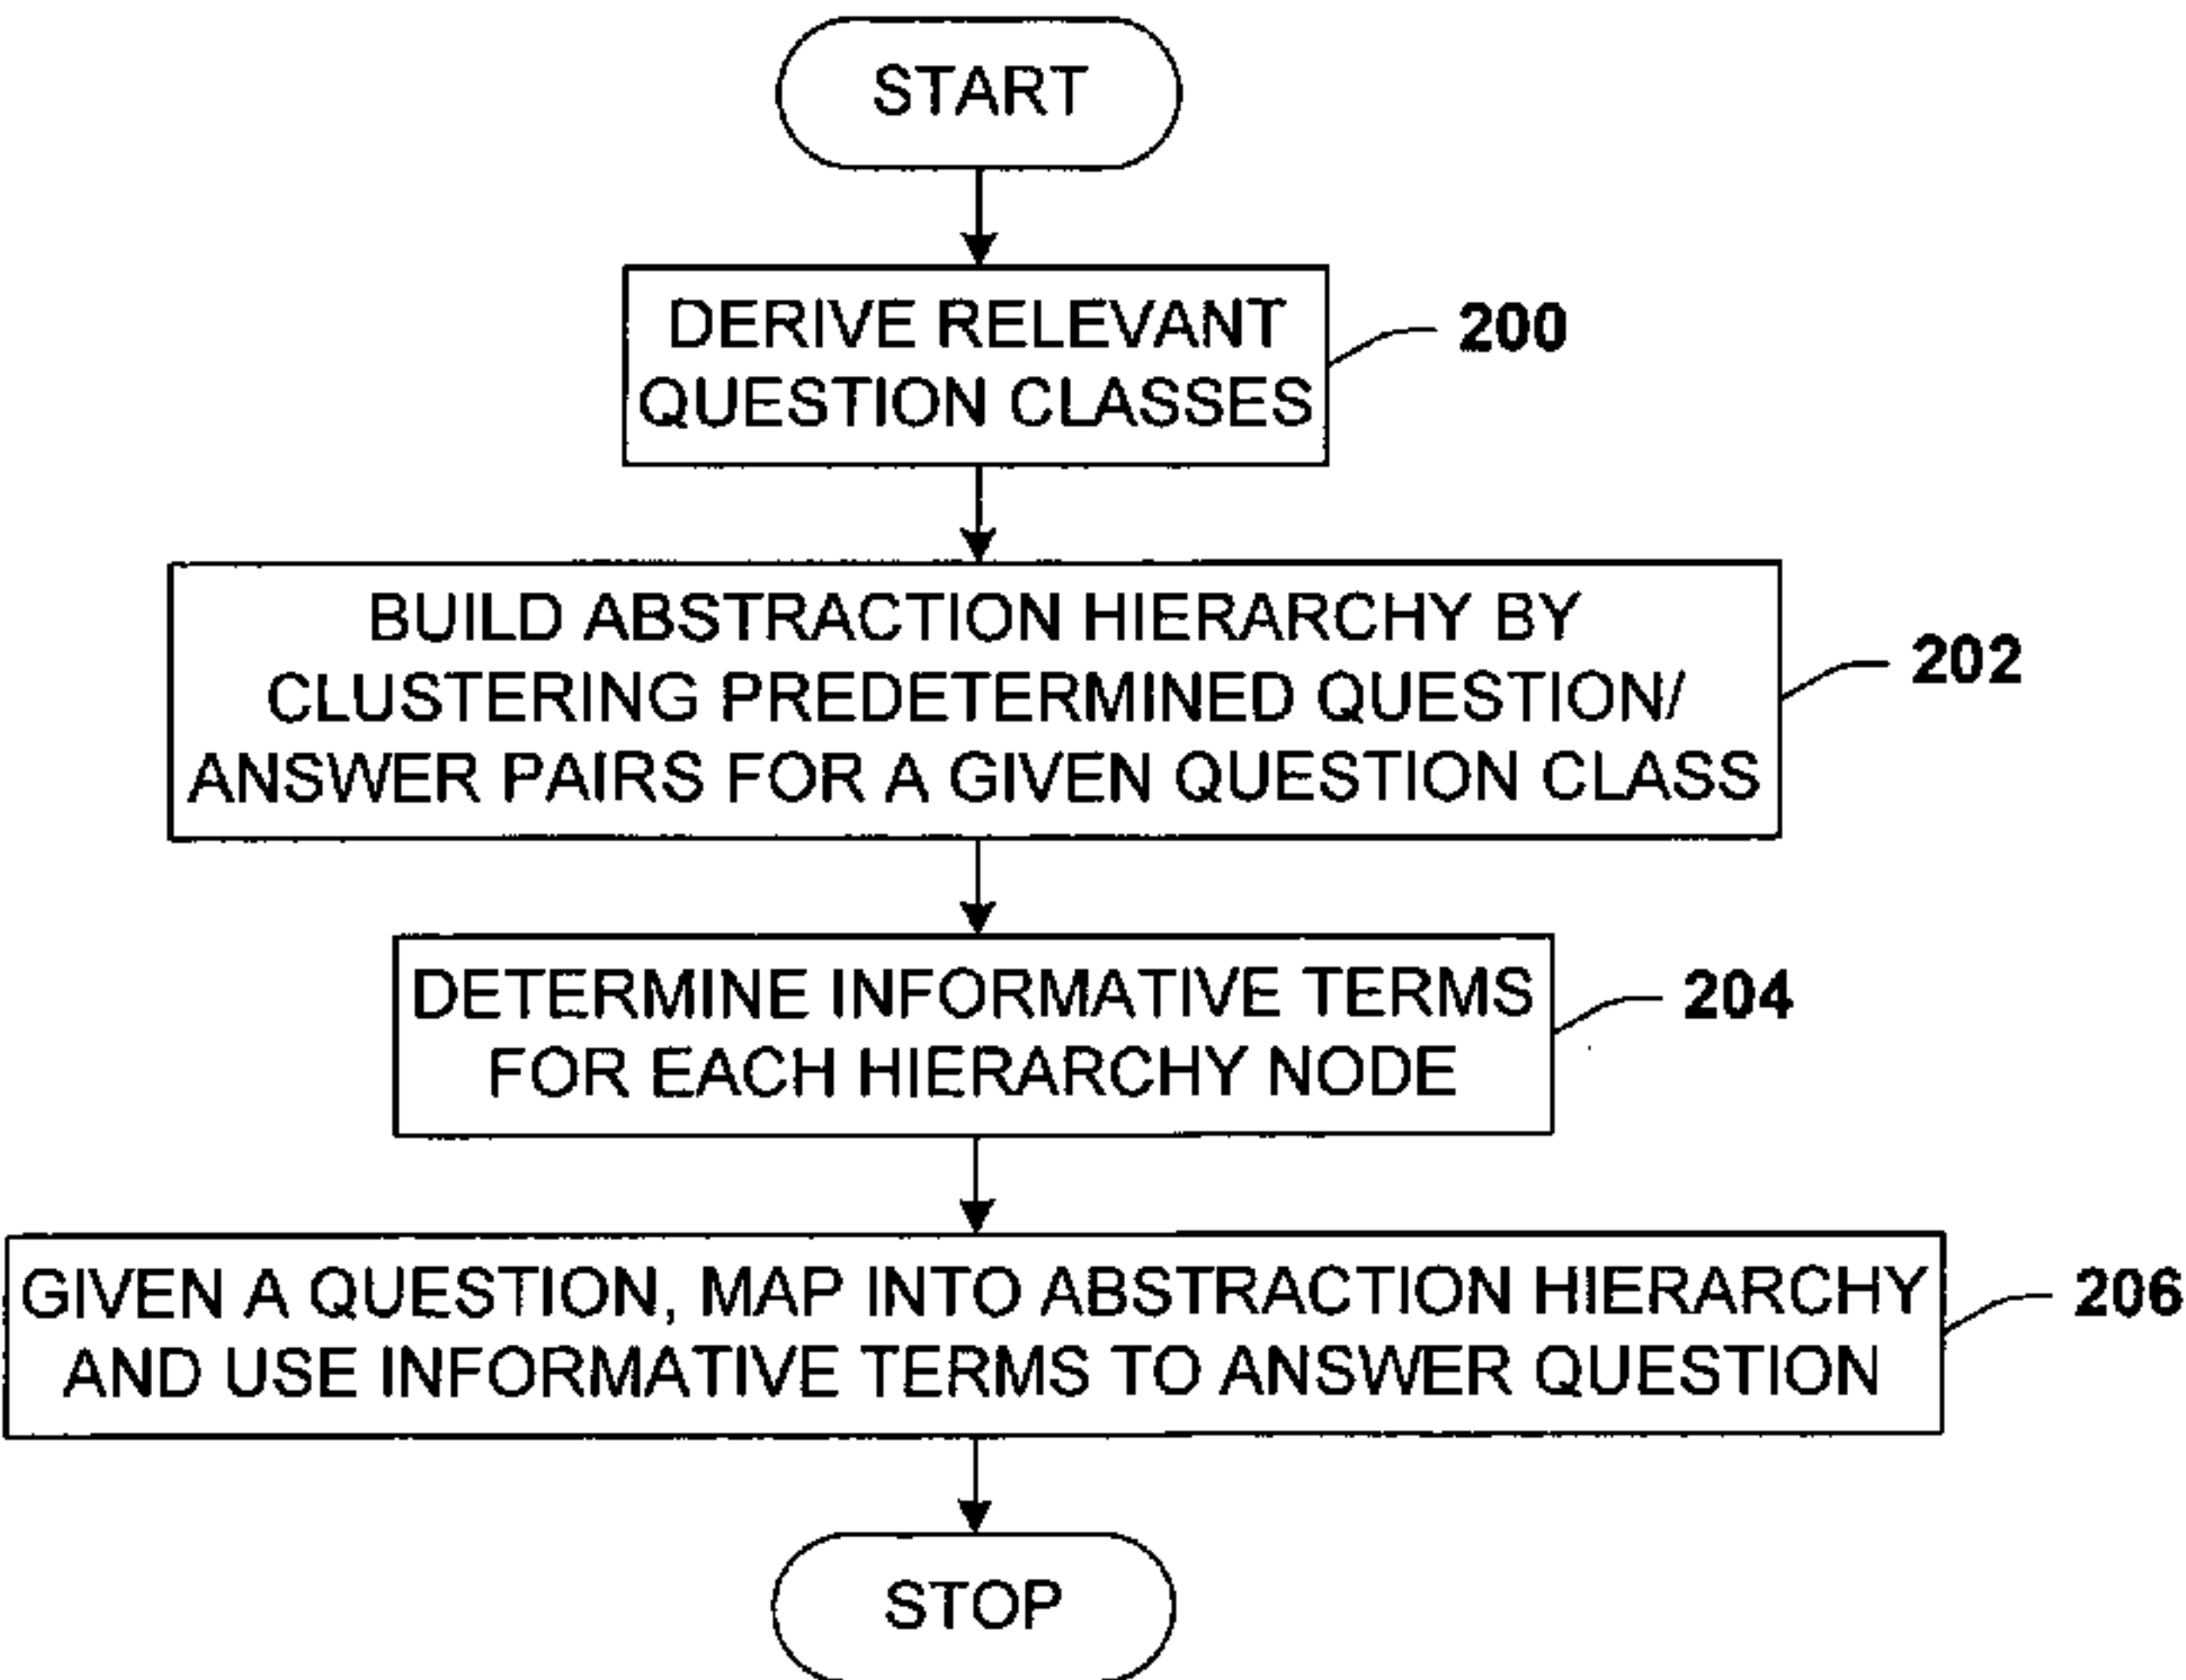 START
DERIVE RELEVANT
QUESTION CLASSES
200
BUILD ABSTRACTION HIERARCHY BY
CLUSTERING PREDETERMINED QUESTION/
ANSWER PAIRS FOR A GIVEN QUESTION CLASS
202
DETERMINE INFORMATIVE TERMS
FOR EACH HIERARCHY NODE
204
GIVEN A QUESTION, MAP INTO ABSTRACTION HIERARCHY
AND USE INFORMATIVE TERMS TO ANSWER QUESTION
206
STOP